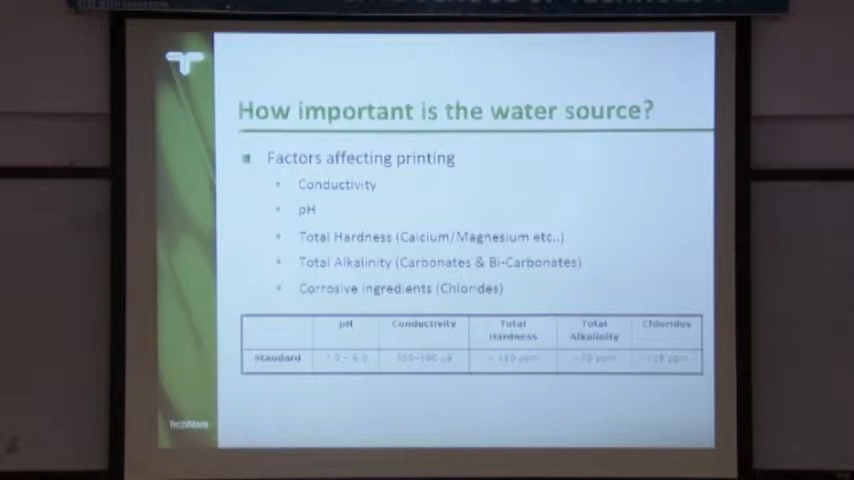 How important is the water source?
Factors affecting printing
Conductivity
pH
Total Hardness (Calcium/Magnesium etc..)
Total Alkalinity (Carbonates & Bi-Carbonates)
Corrosive ingredients (Chlorides)
pH Conductivity Total Hardness Total Alkalinity Chlorides
Standard